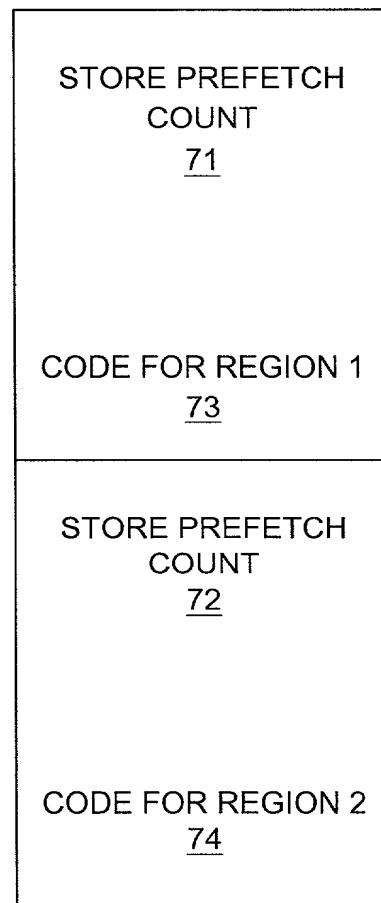 STORE PREFETCH
COUNT
71
CODE FOR REGION 1
73
STORE PREFETCH
COUNT
72
CODE FOR REGION 2
74